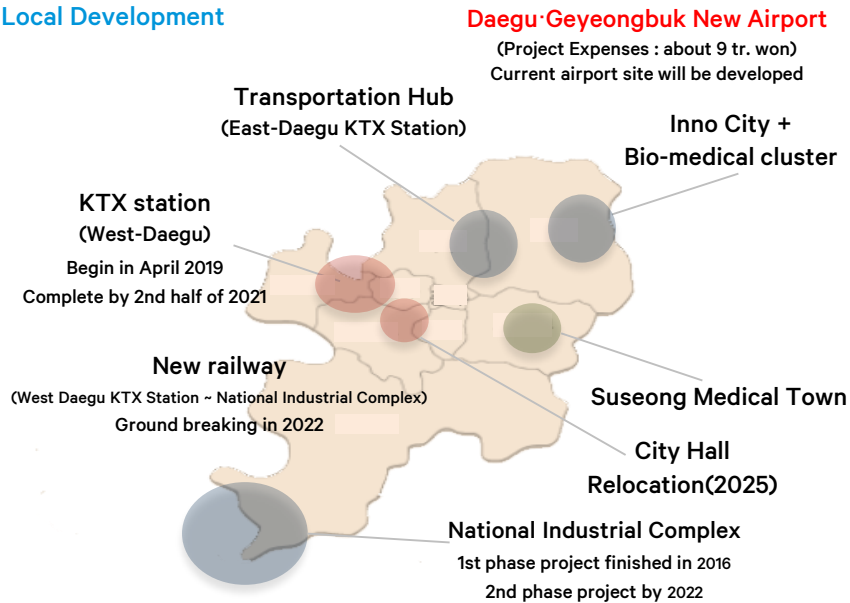 Local Development
Daegu·Geyeongbuk New Airport
(Project Expenses : about 9 tr. won)
Current airport site will be developed
Transportation Hub
(East-Daegu KTX Station)
Inno City +
Bio-medical cluster
KTX station
(West-Daegu)
Begin in April 2019
Complete by 2nd half of 2021
New railway
(West Daegu KTX Station ~ National Industrial Complex)
Ground breaking in 2022
Suseong Medical Town
City Hall
Relocation(2025)
National Industrial Complex
1st phase project finished in 2016
2nd phase project by 2022